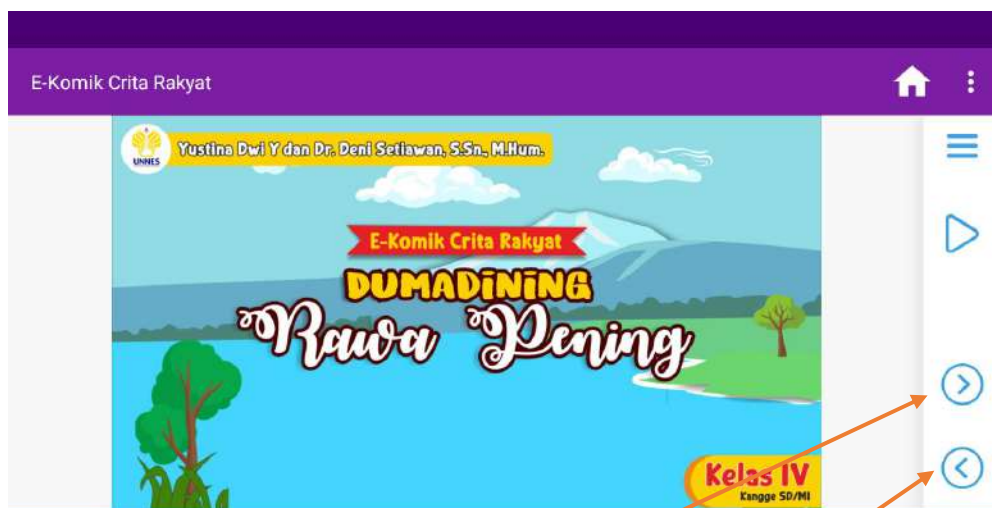 E-Komik Crita Rakyat
UNNES
Yustina Dwi Y dan Dr. Deni Setiawan, S.Sn., M.Hum.
E-Komik Crita Rakyat
DUMADINING
Rawa Pening
Kelas IV
Kangge SD/MI